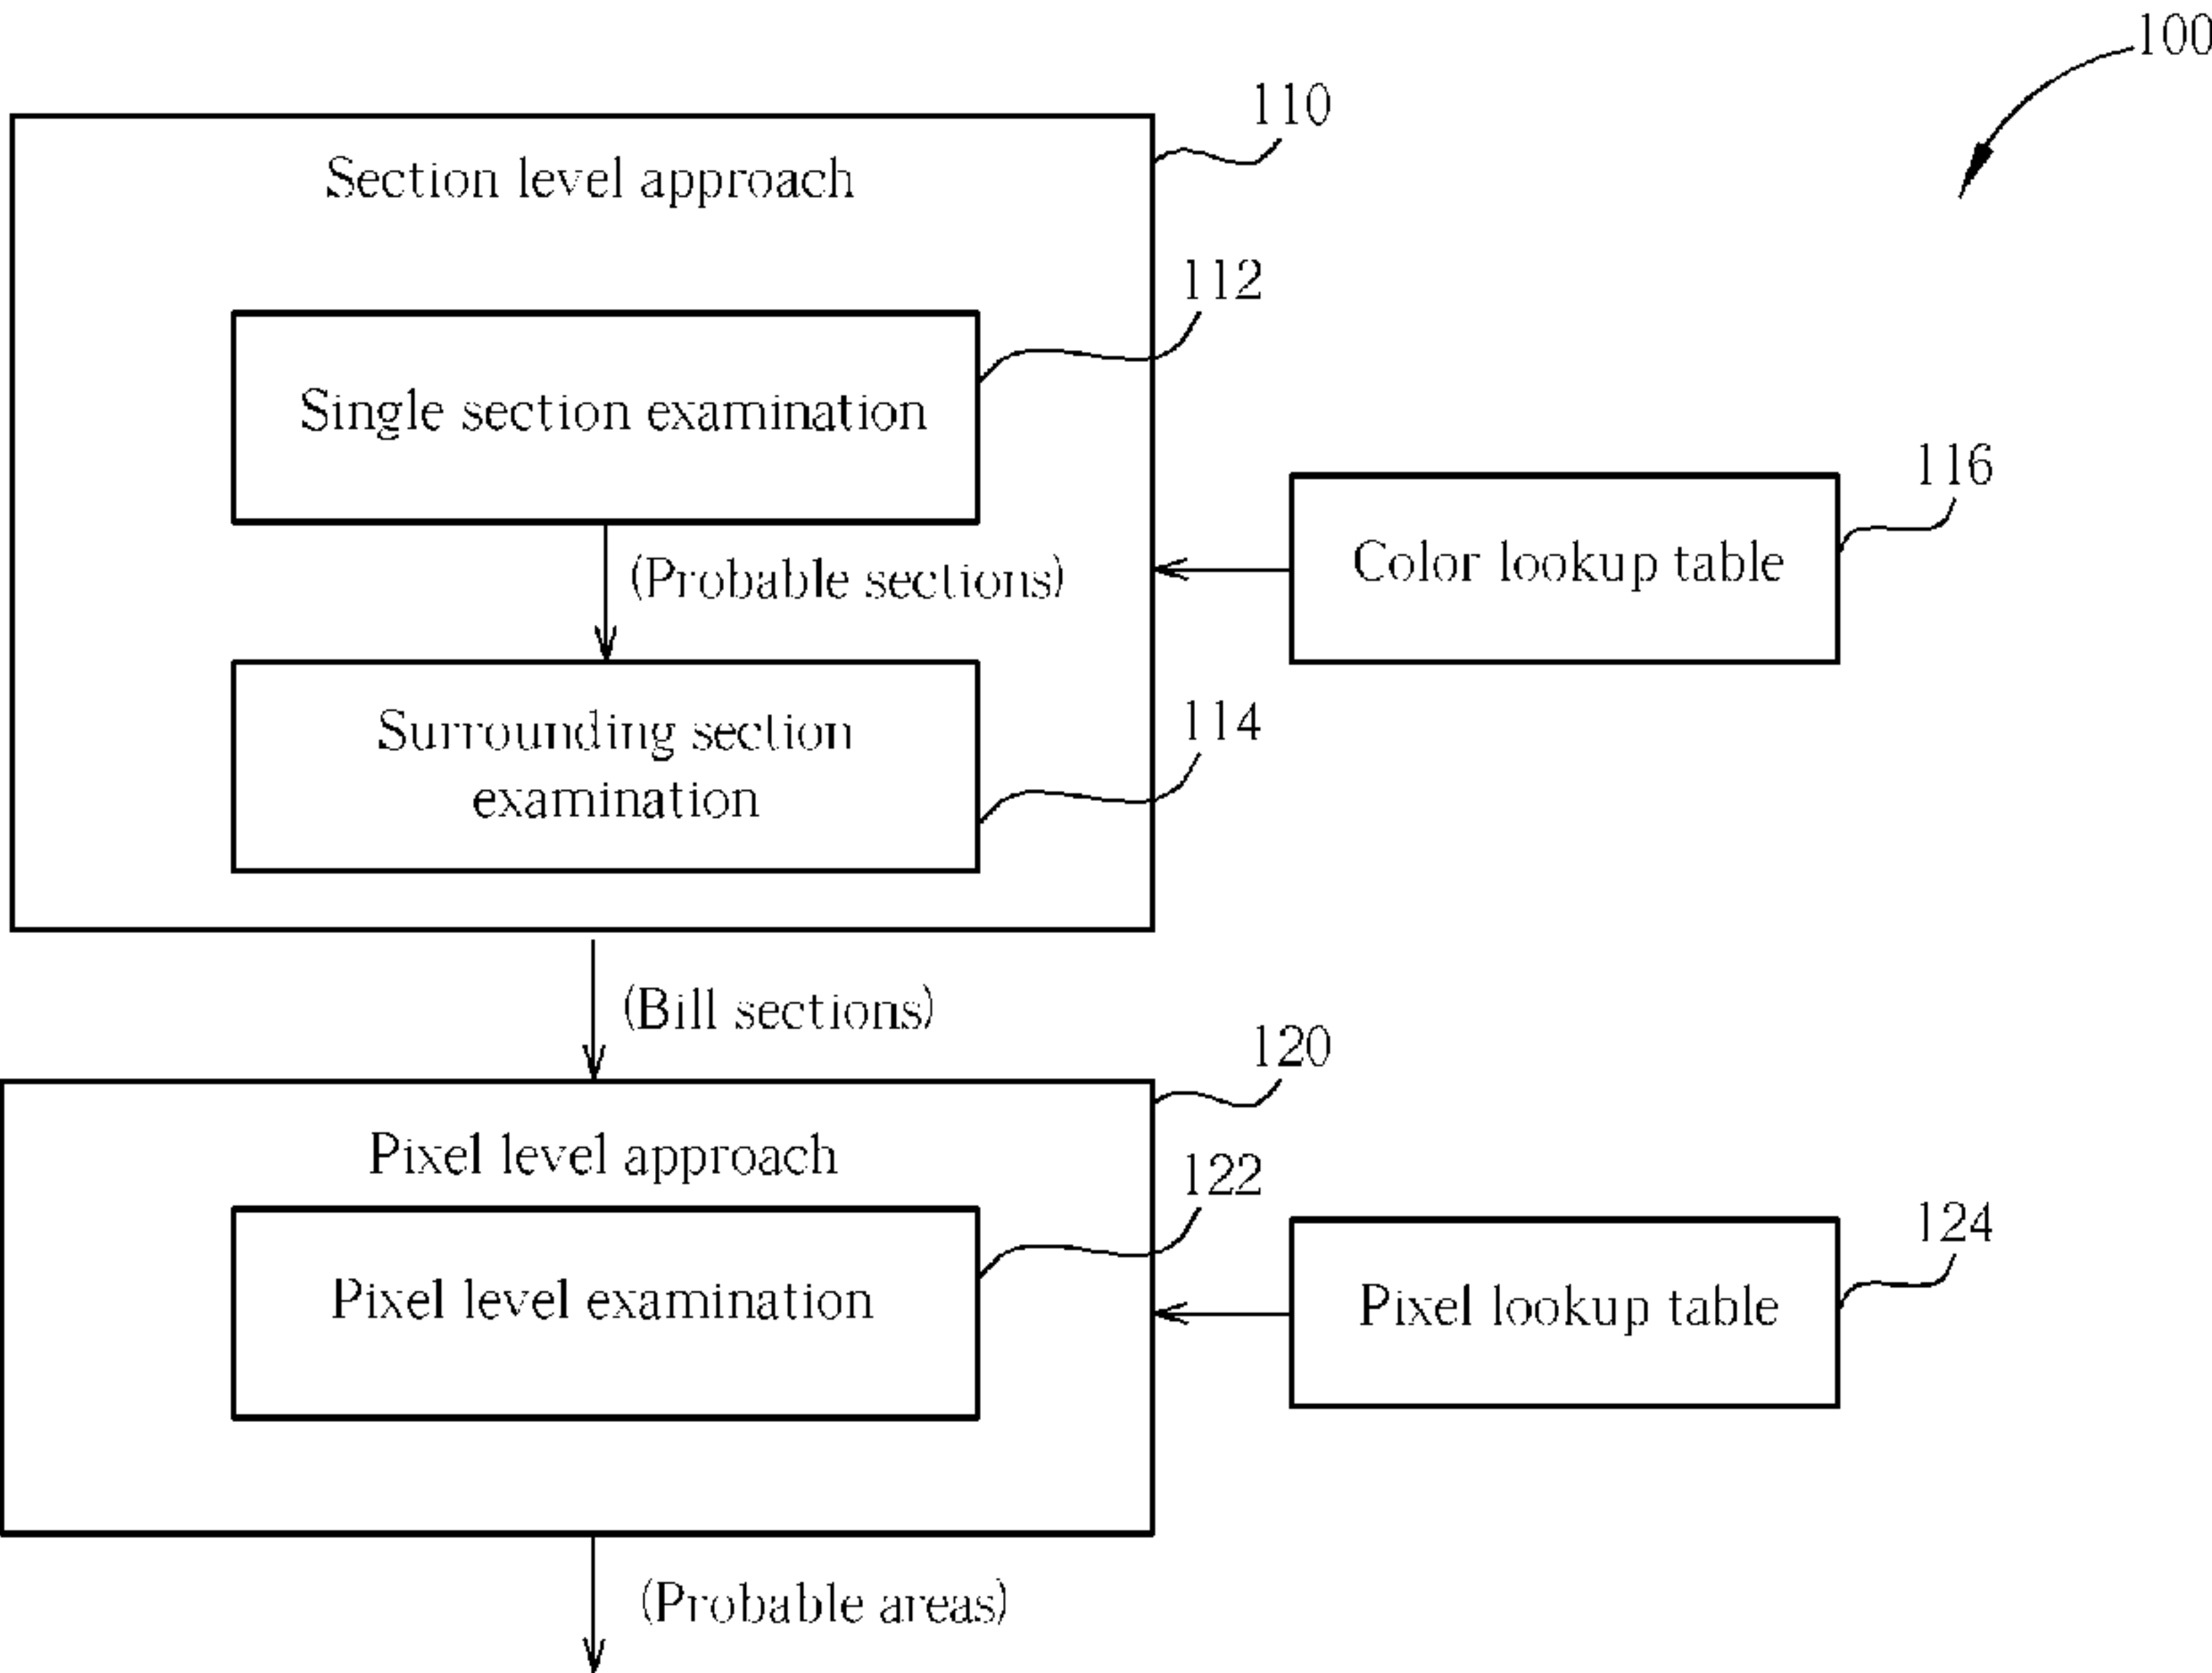 100
110
Section level approach
112
Single section examination
116
(Probable sections)
Color lookup table
114
Surrounding section
examination
(Bill sections)
120
Pixel level approach
122
124
Pixel level examination
Pixel lookup table
(Probable areas)